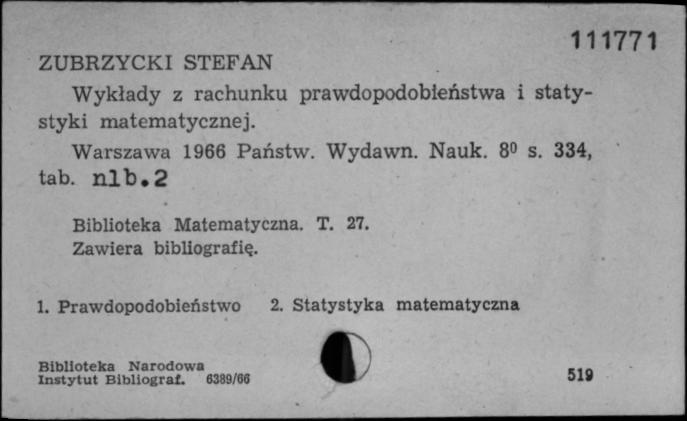 111771
ZUBRZYCKI STEFAN
Wykłady z rachunku prawdopodobieństwa i staty-
styki matematycznej.
Warszawa 1966 Państw. Wydawn. Nauk. 8⁰ s. 334,
tab. nlb.2
Biblioteka Matematyczna. T. 27.
Zawiera bibliografię.
1. Prawdopodobieństwo 2. Statystyka matematyczna
Biblioteka Narodowa
Instytut Bibliograf. 6389/66
519